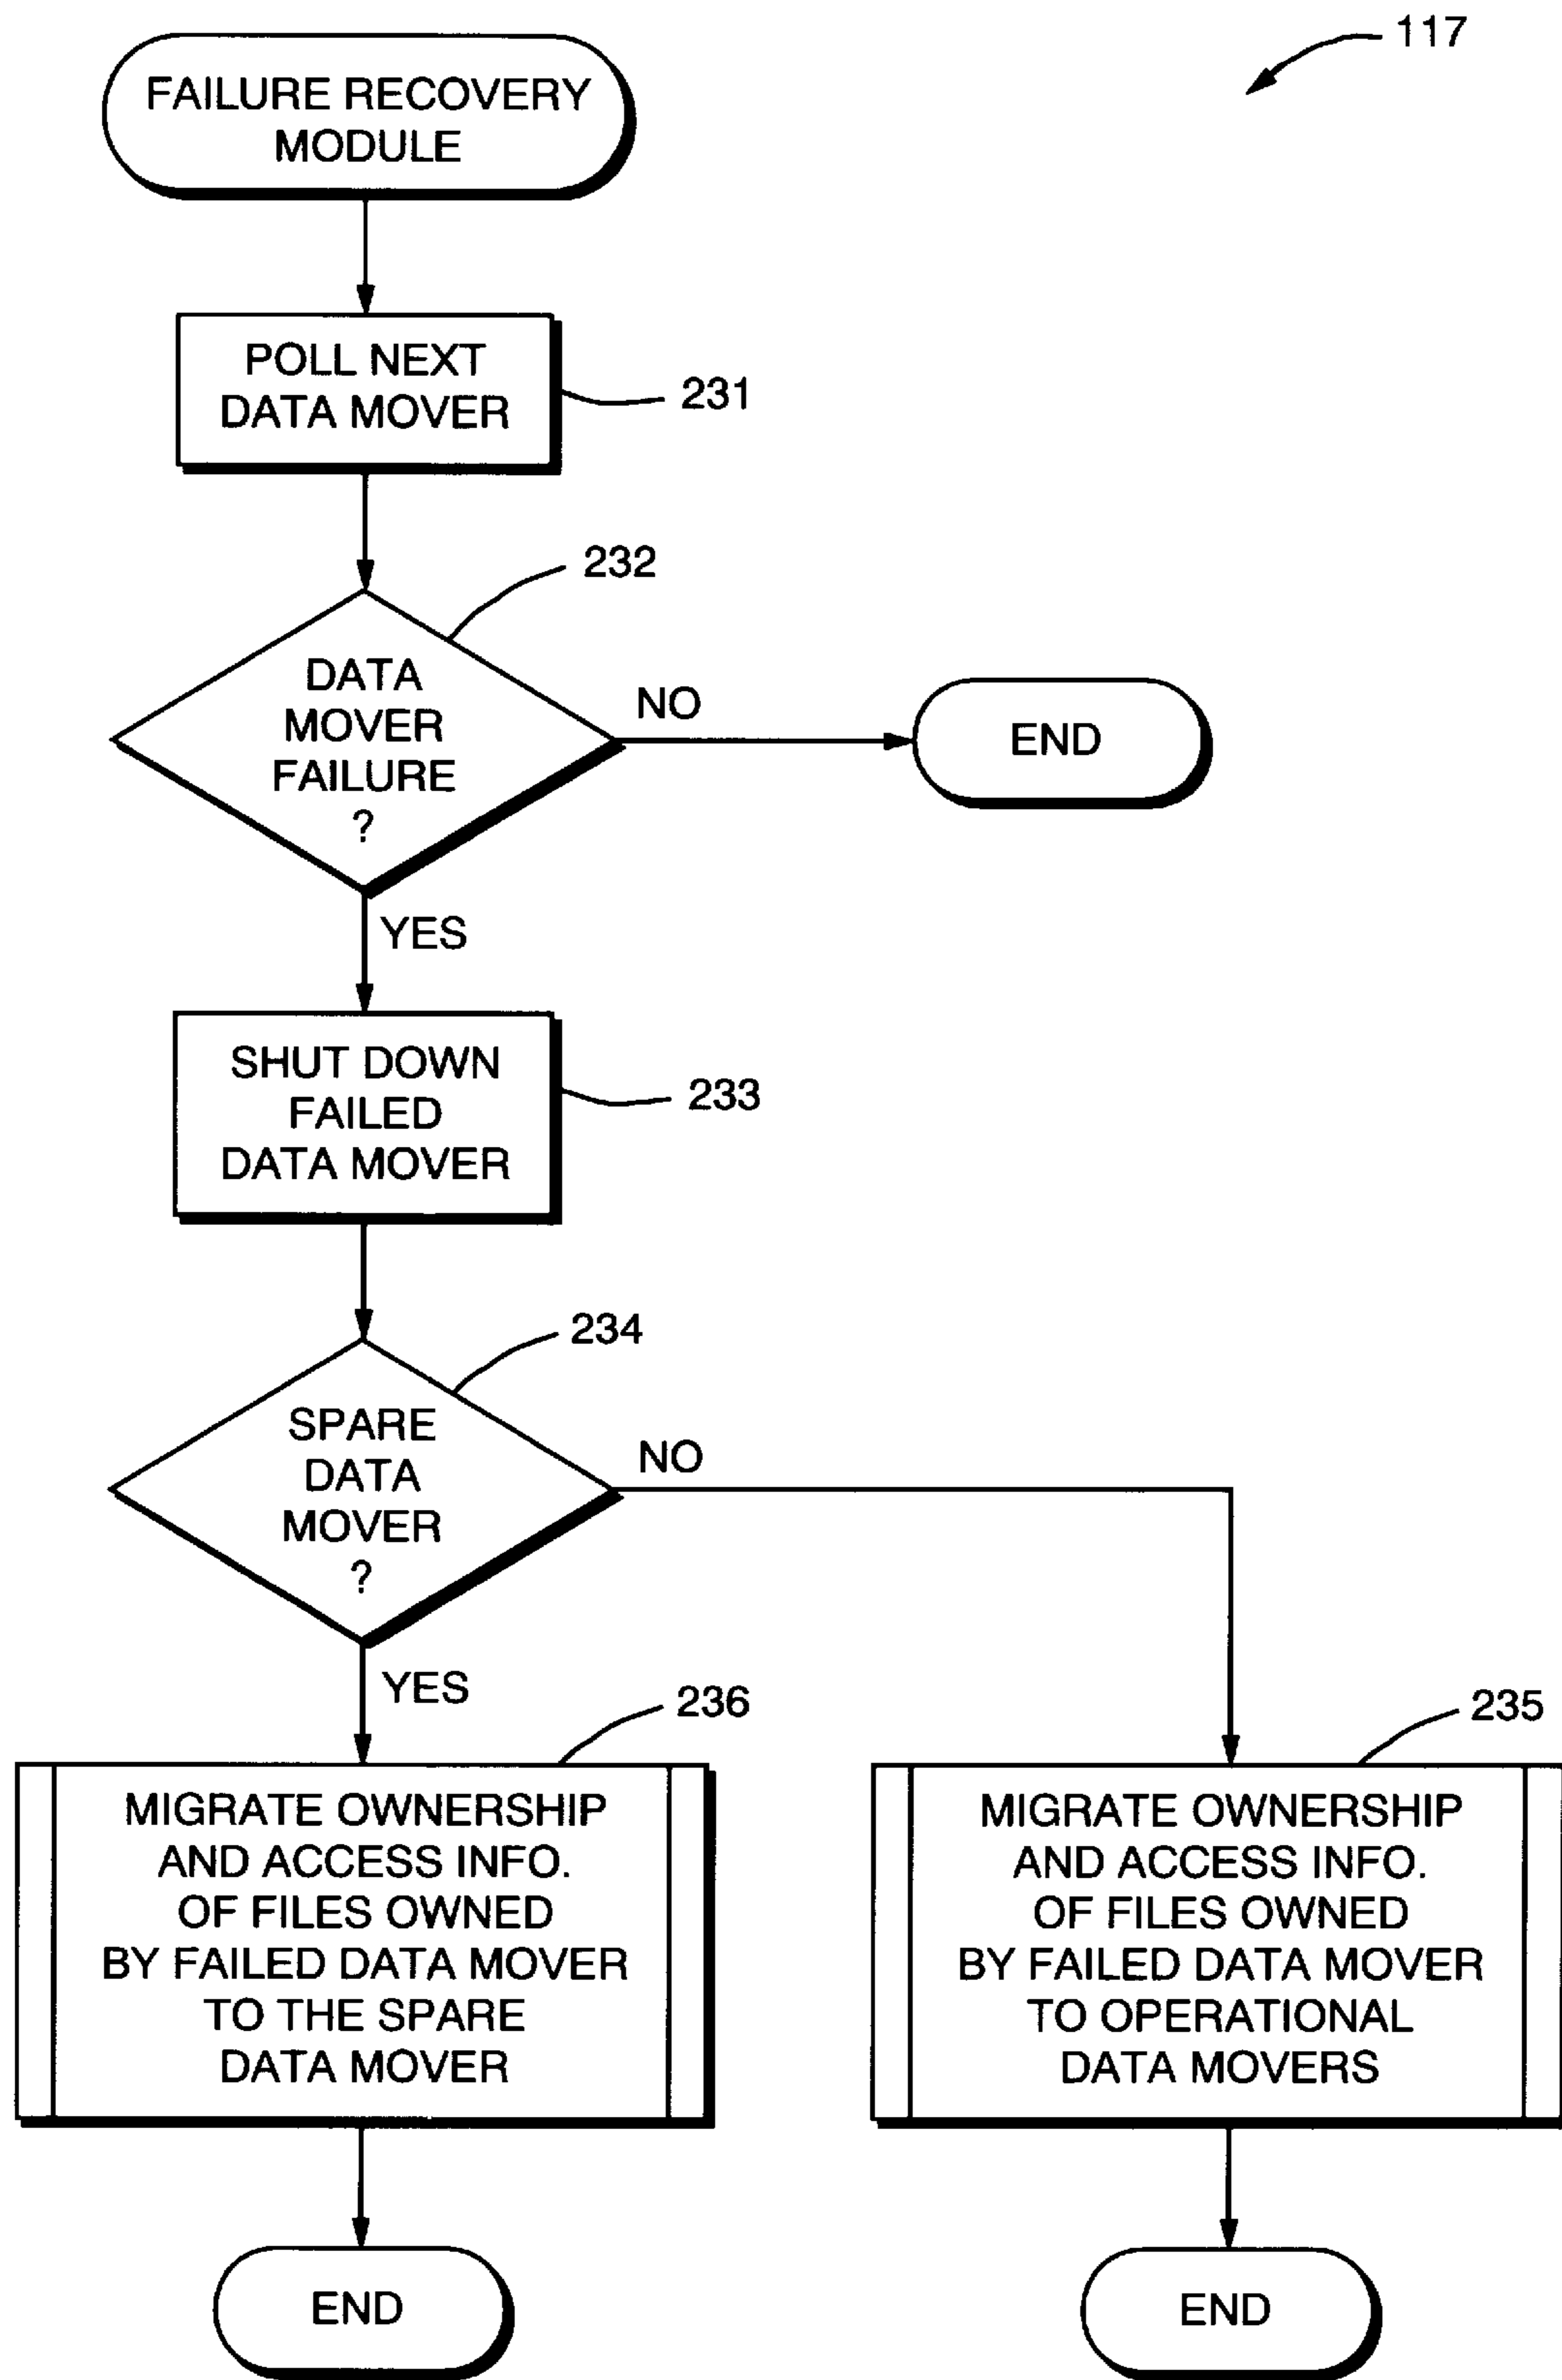 117
FAILURE RECOVERY
MODULE
POLL NEXT
DATA MOVER
231
232
DATA
MOVER
FAILURE
?
NO
END
YES
SHUT DOWN
FAILED
DATA MOVER
233
234
SPARE
DATA
MOVER
?
NO
YES
236
MIGRATE OWNERSHIP
AND ACCESS INFO.
OF FILES OWNED
BY FAILED DATA MOVER
TO THE SPARE
DATA MOVER
235
MIGRATE OWNERSHIP
AND ACCESS INFO.
OF FILES OWNED
BY FAILED DATA MOVER
TO OPERATIONAL
DATA MOVERS
END
END